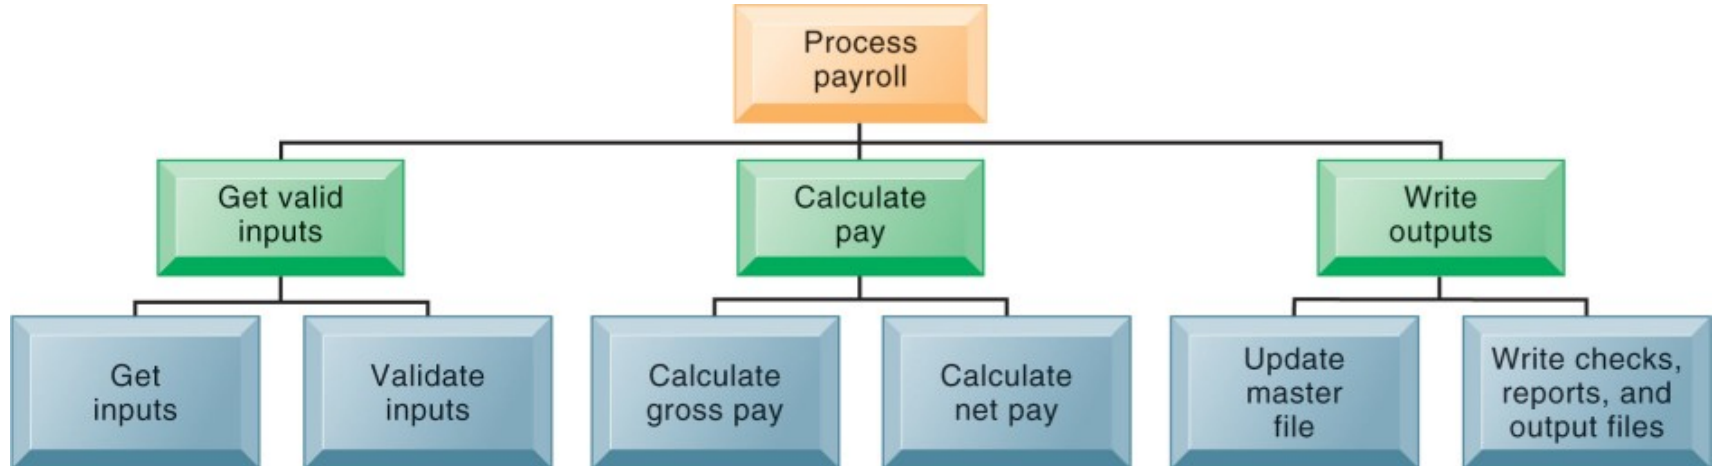 Process
payroll
Get valid
inputs
Calculate
pay
Write
outputs
Get
inputs
Validate
inputs
Calculate
gross pay
Calculate
net pay
Update
master
file
Write checks,
reports, and
output files